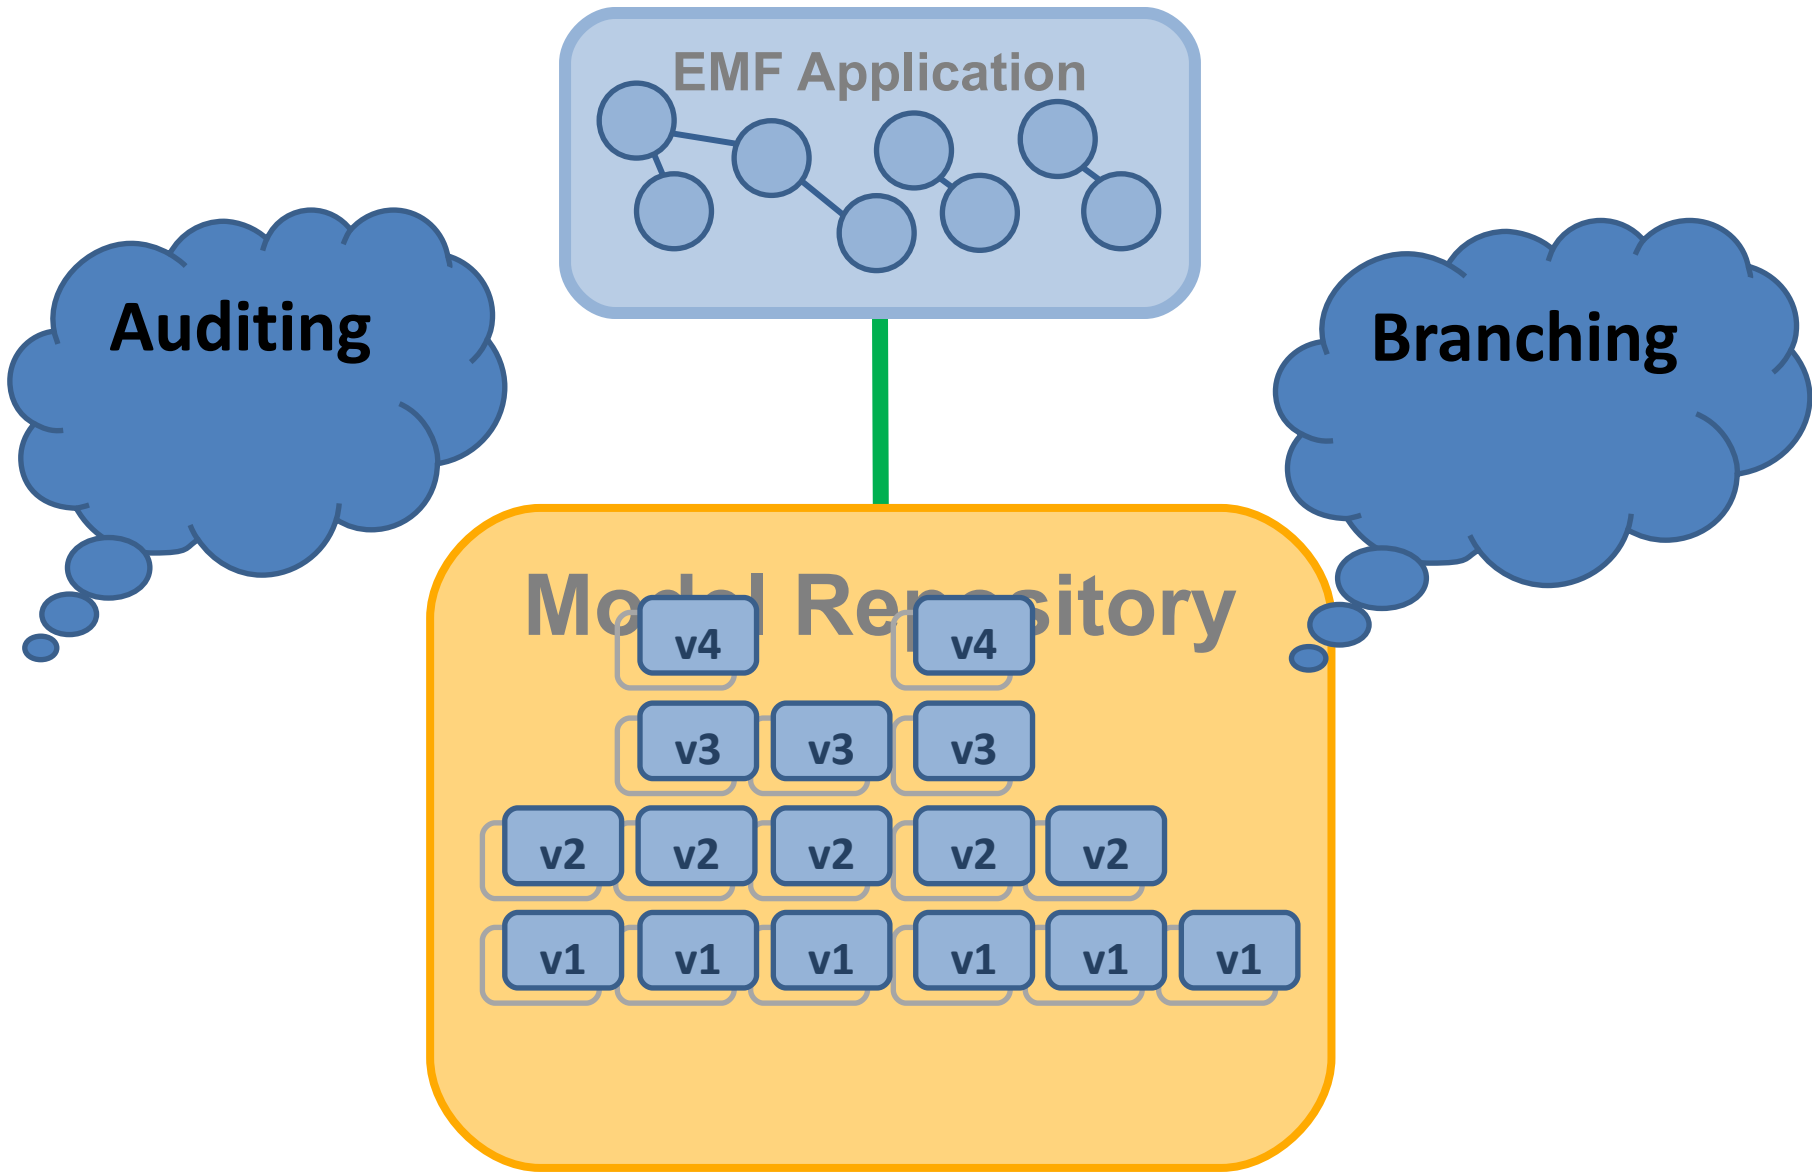 EMF Application
Auditing
Branching
Model Repository
v4 v4
v3 v3 v3
v2 v2 v2 v2 v2
v1 v1 v1 v1 v1 v1